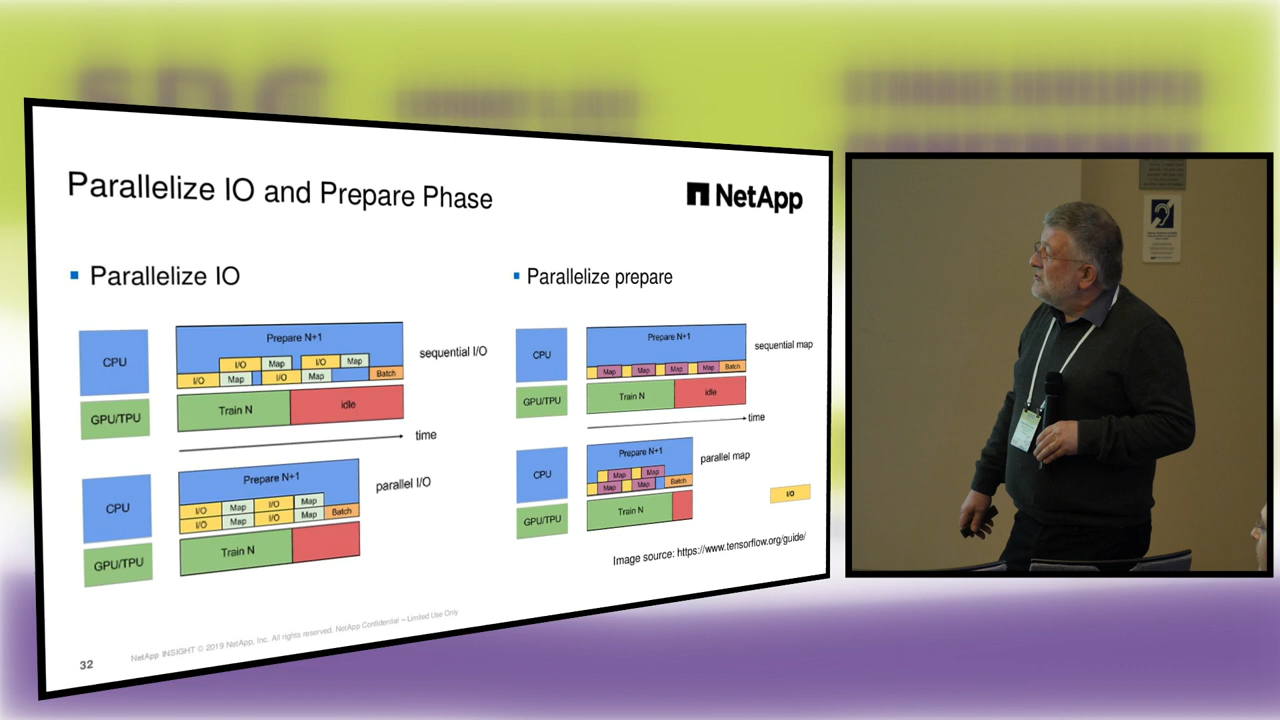 Parallelize IO and Prepare Phase
NetApp
Parallelize IO
CPU
GPU/TPU
Prepare N+1
I/O Map I/O Map
I/O Map I/O Map Batch
Train N
idle
sequential I/O
time
CPU
GPU/TPU
Prepare N+1
I/O Map I/O Map
I/O Map I/O Map Batch
Train N
parallel I/O
Parallelize prepare
CPU
GPU/TPU
Prepare N+1
Map Map Map Map Batch
Train N
idle
sequential map
time
CPU
GPU/TPU
Prepare N+1
Map Map
Map Map Batch
Train N
parallel map
I/O
Image source: https://www.tensorflow.org/guide/
NetApp INSIGHT © 2019 NetApp, Inc. All rights reserved. NetApp Confidential – Limited Use Only
32